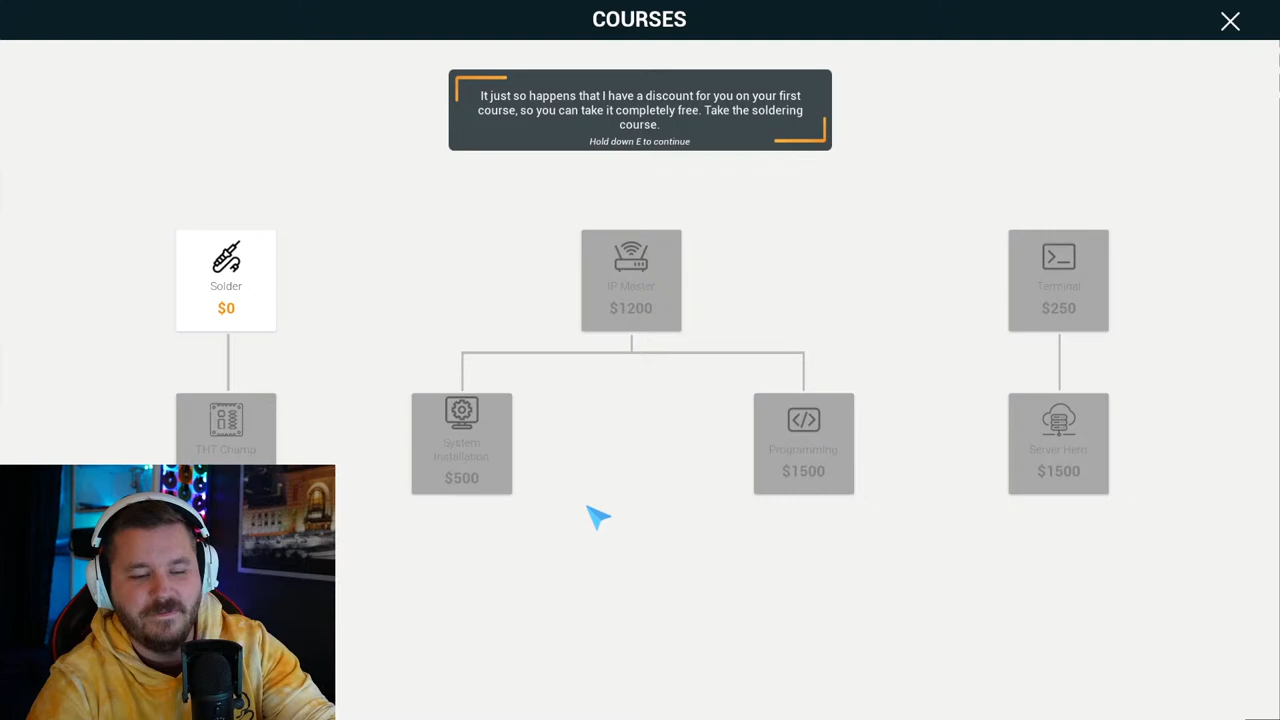 COURSES
It just so happens that I have a discount for you on your first
course, so you can take it completely free. Take the soldering
course.
Hold down E to continue
Solder
$0
IP Master
$1200
Terminal
$250
THT Champ
System
Installation
$500
Programming
$1500
Server Hero
$1500